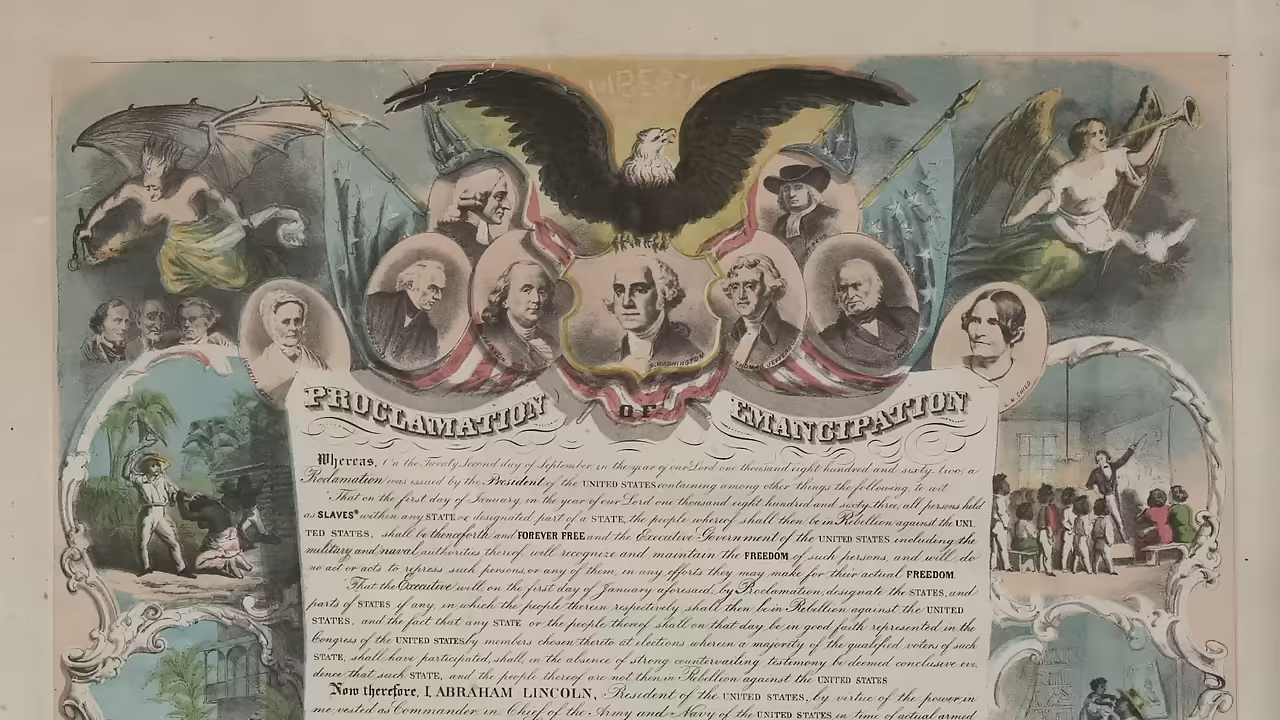 LIBERTY
G. WASHINGTON
THOMAS JEFFERSON
L. M. CHILD
PROCLAMATION OF EMANCIPATION
Whereas, On the Twenty Second day of September, in the year of our Lord one thousand eight hundred and sixty two, a
Proclamation was issued by the President of the UNITED STATES containing among other things the following, to wit
That on the first day of January, in the year of our Lord one thousand eight hundred and sixty three, all persons held
as SLAVES within any STATE or designated part of a STATE, the people whereof shall then be in Rebellion against the UNI
TED STATES, shall be thenceforth and FOREVER FREE and the Executive Government of the UNITED STATES including the
military and naval authorities thereof, will recognize and maintain the FREEDOM of such persons, and will do
no act or acts to repress such persons, or any of them, in any efforts they may make for their actual FREEDOM.
That the Executive will, on the first day of January aforesaid, by Proclamation, designate the STATES, and
parts of STATES if any, in which the people therein respectively shall then be in Rebellion against the UNITED
STATES, and the fact that any STATE or the people thereof shall on that day be in good faith represented in the
Congress of the UNITED STATES by members chosen thereto at elections wherein a majority of the qualified voters of such
STATE, shall have participated, shall, in the absence of strong countervailing testimony be deemed conclusive evi
dence that such STATE, and the people thereof are not then in Rebellion against the UNITED STATES
Now therefore, I, ABRAHAM LINCOLN, President of the UNITED STATES, by virtue of the power in
me vested as Commander in Chief of the Army and Navy of the UNITED STATES in time of actual armed